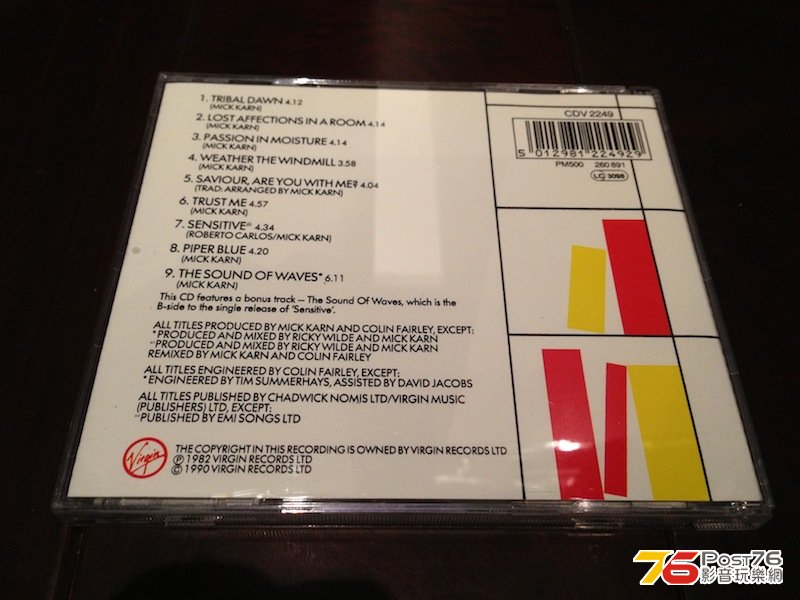 1. TRIBAL DAWN 4.12
(MICK KARN)
2. LOST AFFECTIONS IN A ROOM 4.14
(MICK KARN)
3. PASSION IN MOISTURE 4.14
(MICK KARN)
4. WEATHER THE WINDMILL 3.58
(MICK KARN)
5. SAVIOUR, ARE YOU WITH ME? 4.04
(TRAD: ARRANGED BY MICK KARN)
6. TRUST ME 4.57
(MICK KARN)
7. SENSITIVE 4.34
(ROBERTO CARLOS/MICK KARN)
8. PIPER BLUE 4.20
(MICK KARN)
9. THE SOUND OF WAVES* 6.11
(MICK KARN)
This CD features a bonus track – The Sound Of Waves, which is the
B-side to the single release of 'Sensitive'.
ALL TITLES PRODUCED BY MICK KARN AND COLIN FAIRLEY, EXCEPT:
*PRODUCED AND MIXED BY RICKY WILDE AND MICK KARN
PRODUCED AND MIXED BY RICKY WILDE AND MICK KARN
REMIXED BY MICK KARN AND COLIN FAIRLEY
ALL TITLES ENGINEERED BY COLIN FAIRLEY, EXCEPT:
*ENGINEERED BY TIM SUMMERHAYS, ASSISTED BY DAVID JACOBS
ALL TITLES PUBLISHED BY CHADWICK NOMIS LTD/VIRGIN MUSIC
(PUBLISHERS) LTD, EXCEPT:
PUBLISHED BY EMI SONGS LTD
Virgin
THE COPYRIGHT IN THIS RECORDING IS OWNED BY VIRGIN RECORDS LTD
Ⓟ 1982 VIRGIN RECORDS LTD
© 1990 VIRGIN RECORDS LTD
CDV 2249
5 012981 224929
PM500 260 891
LC 3098
76 POST76
影音玩樂網